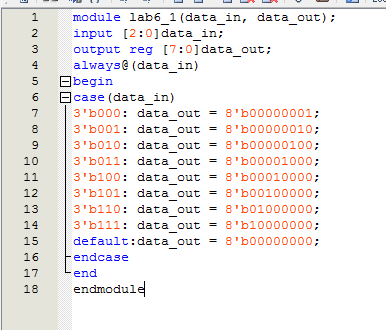 1 module lab6_1(data_in, data_out);
2 input [2:0]data_in;
3 output reg [7:0]data_out;
4 always@(data_in)
5 begin
6 case(data_in)
7 3'b000: data_out = 8'b00000001;
8 3'b001: data_out = 8'b00000010;
9 3'b010: data_out = 8'b00000100;
10 3'b011: data_out = 8'b00001000;
11 3'b100: data_out = 8'b00010000;
12 3'b101: data_out = 8'b00100000;
13 3'b110: data_out = 8'b01000000;
14 3'b111: data_out = 8'b10000000;
15 default:data_out = 8'b00000000;
16 endcase
17 end
18 endmodule